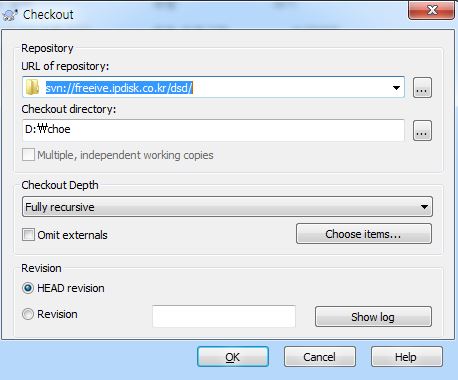 Checkout
Repository
URL of repository:
svn://freeive.ipdisk.co.kr/dsd/
...
Checkout directory:
D:₩choe
...
Multiple, independent working copies
Checkout Depth
Fully recursive
Omit externals
Choose items...
Revision
HEAD revision
Revision
Show log
OK
Cancel
Help